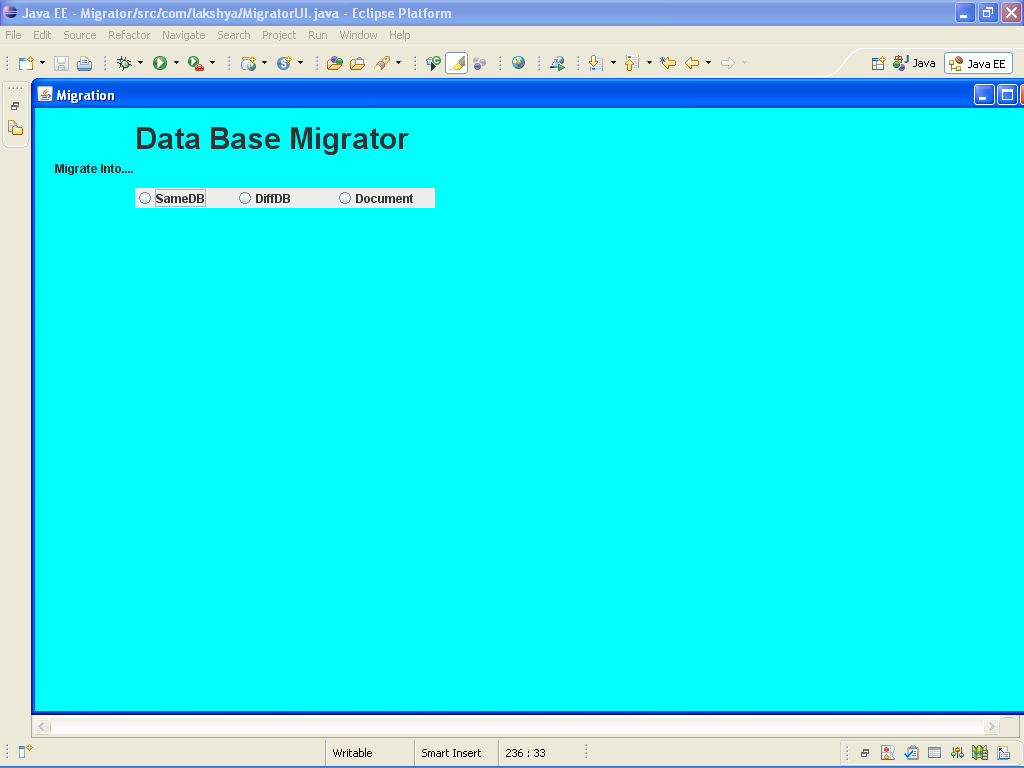 Java EE - Migrator/src/com/lakshya/MigratorUI.java - Eclipse Platform
File Edit Source Refactor Navigate Search Project Run Window Help
Java Java EE
Migration
Data Base Migrator
Migrate Into....
SameDB DiffDB Document
Writable Smart Insert 236 : 33